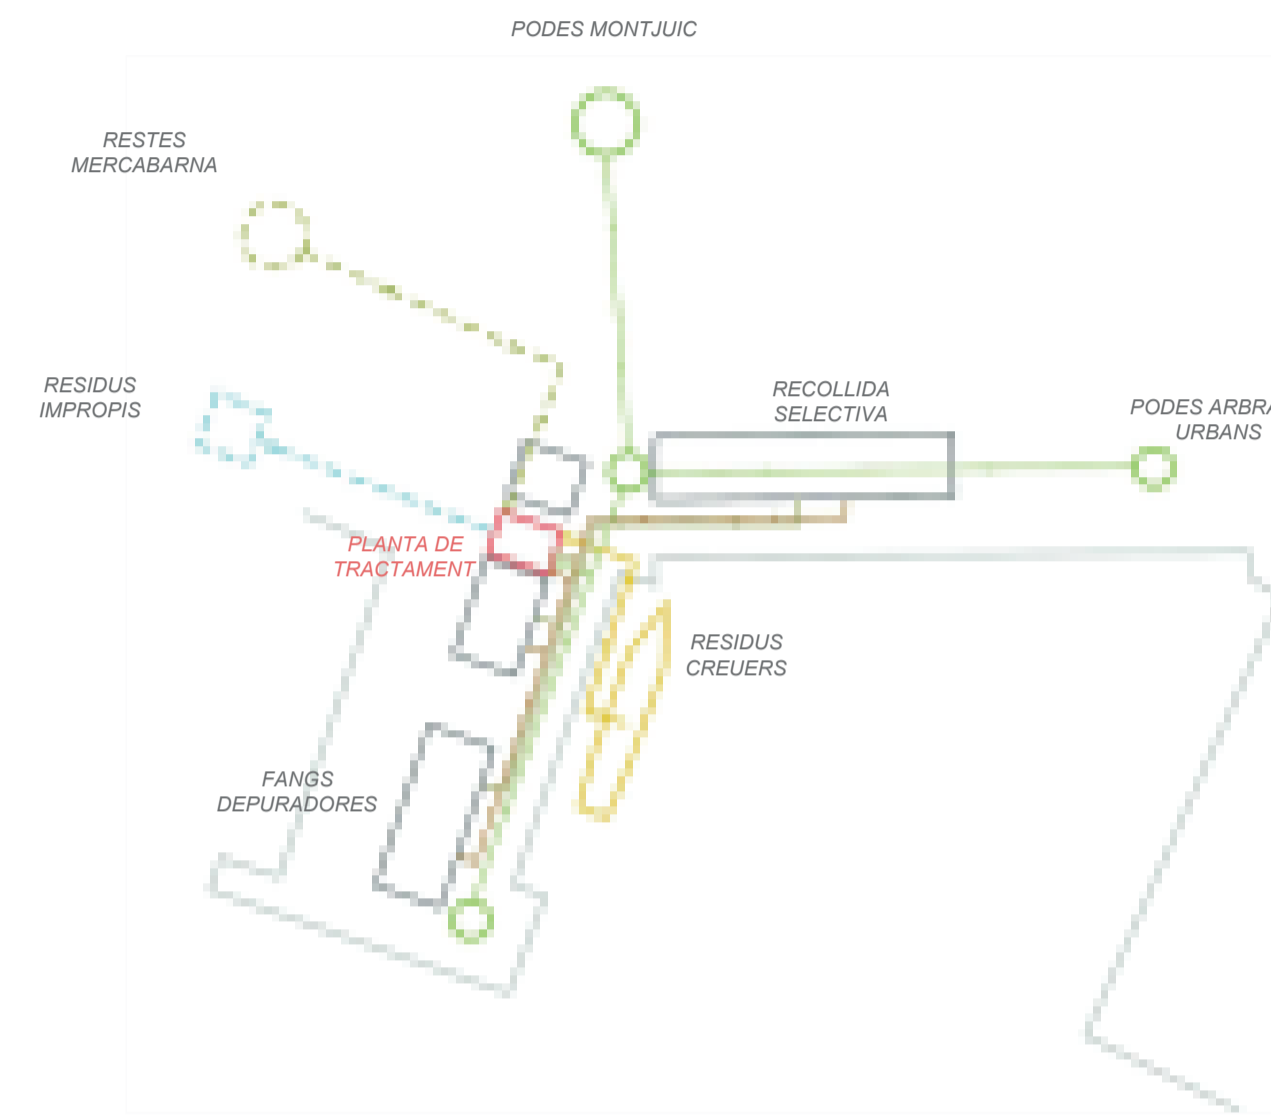 PODES MONTJUIC
RESTES
MERCABARNA
RESIDUS
IMPROPIS
RECOLLIDA
SELECTIVA
PODES ARBRA
URBANS
PLANTA DE
TRACTAMENT
RESIDUS
CREUERS
FANGS
DEPURADORES